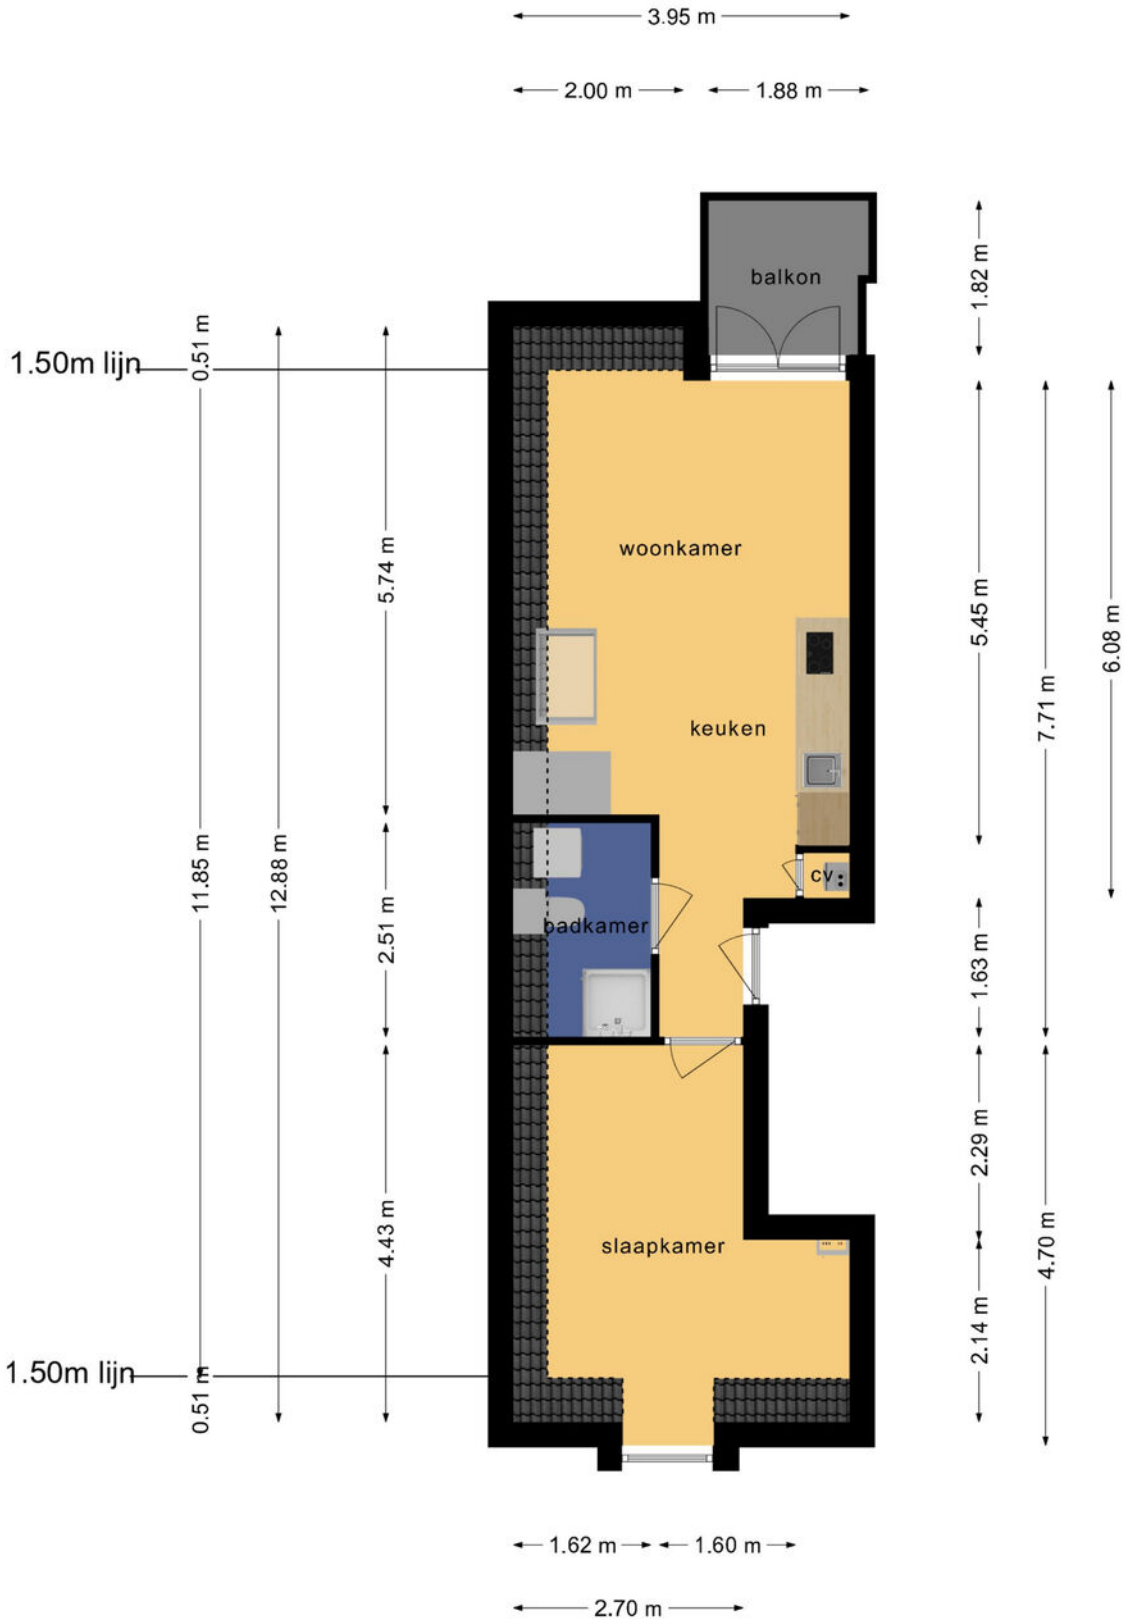 3.95 m
2.00 m
1.88 m
balkon
1.82 m
0.51 m
1.50m lijn
woonkamer
5.74 m
5.45 m
6.08 m
7.71 m
keuken
cv
11.85 m
12.88 m
2.51 m
badkamer
1.63 m
2.29 m
4.43 m
slaapkamer
4.70 m
2.14 m
1.50m lijn
0.51 m
1.62 m
1.60 m
2.70 m